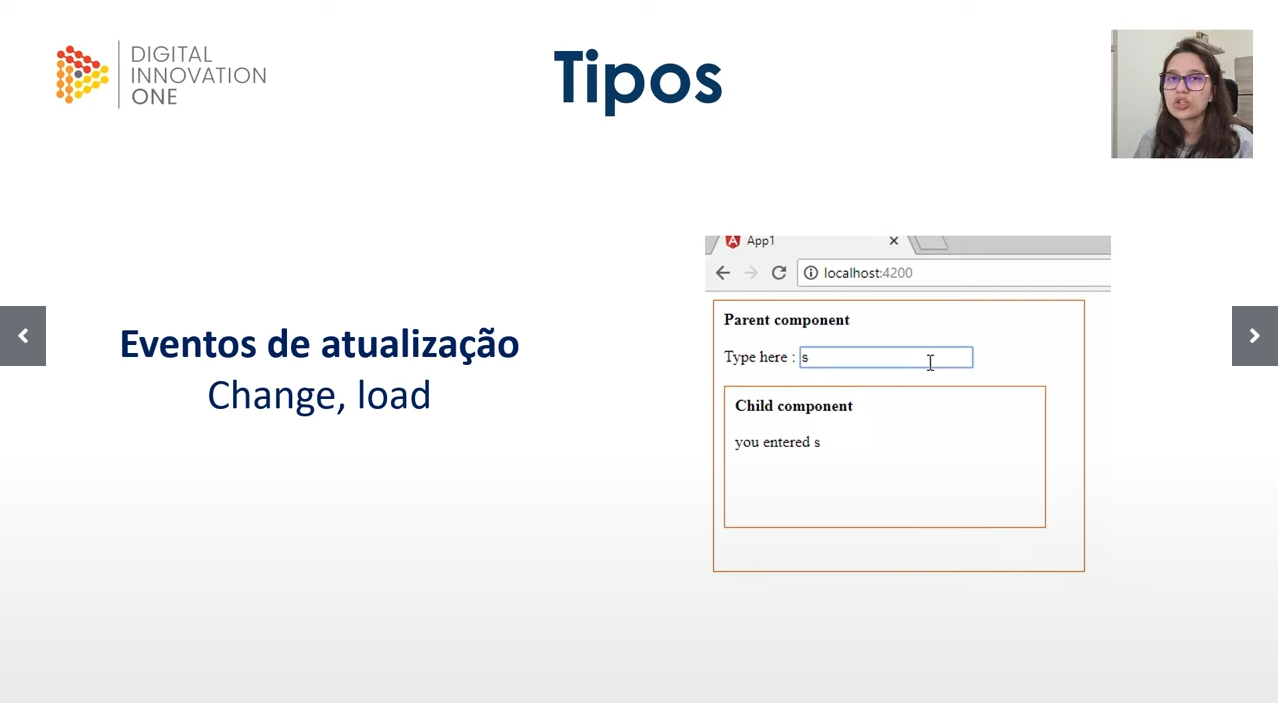 DIGITAL
INNOVATION
ONE
Tipos
Eventos de atualização
Change, load
App1
localhost:4200
Parent component
Type here : s
Child component
you entered s